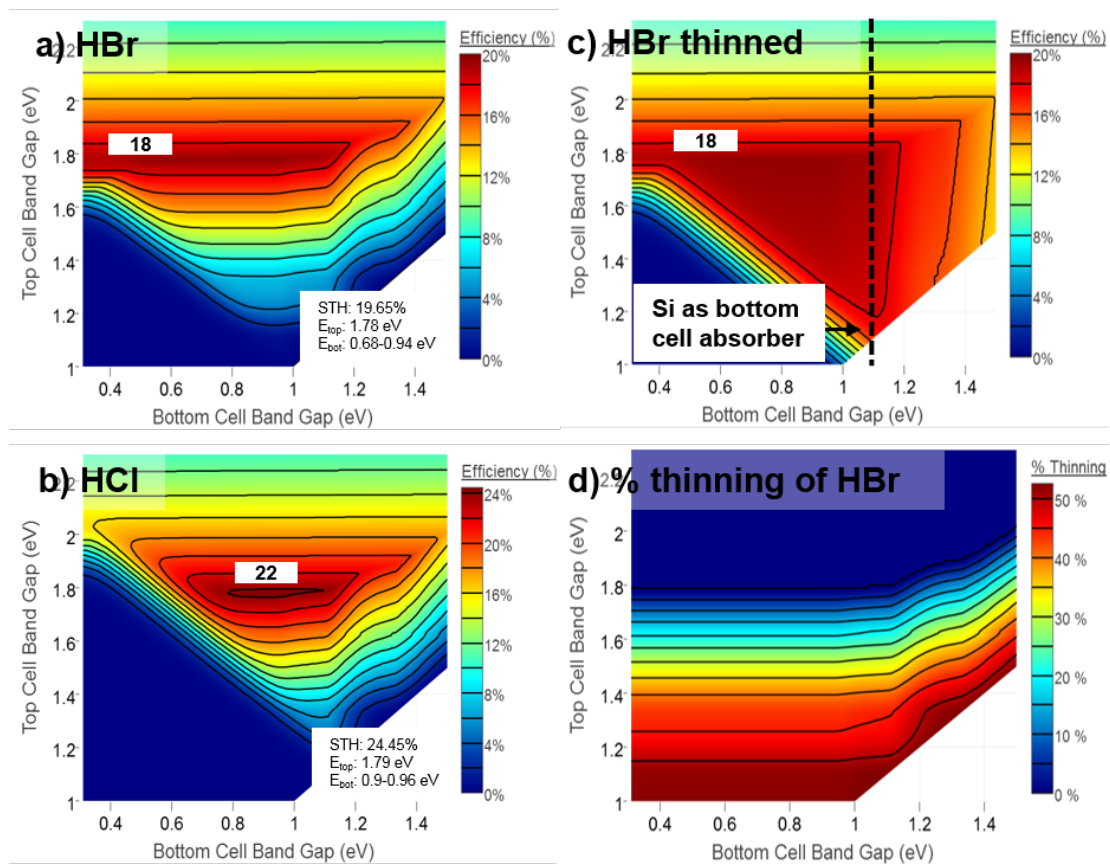 a) HBr
Efficiency (%)
20%
16%
12%
8%
4%
0%
2.2
2
1.8
1.6
1.4
1.2
1
Top Cell Band Gap (eV)
18
STH: 19.65%
Etop: 1.78 eV
Ebot: 0.68-0.94 eV
0.4 0.6 0.8 1 1.2 1.4
Bottom Cell Band Gap (eV)
c) HBr thinned
Efficiency (%)
20%
16%
12%
8%
4%
0%
2.2
2
1.8
1.6
1.4
1.2
1
Top Cell Band Gap (eV)
18
Si as bottom
cell absorber
0.4 0.6 0.8 1 1.2 1.4
Bottom Cell Band Gap (eV)
b) HCl
Efficiency (%)
24%
20%
16%
12%
8%
4%
0%
2.2
2
1.8
1.6
1.4
1.2
1
Top Cell Band Gap (eV)
22
STH: 24.45%
Etop: 1.79 eV
Ebot: 0.9-0.96 eV
0.4 0.6 0.8 1 1.2 1.4
Bottom Cell Band Gap (eV)
d) % thinning of HBr
% Thinning
50 %
40 %
30 %
20 %
10 %
0 %
2.2
2
1.8
1.6
1.4
1.2
1
Top Cell Band Gap (eV)
0.4 0.6 0.8 1 1.2 1.4
Bottom Cell Band Gap (eV)